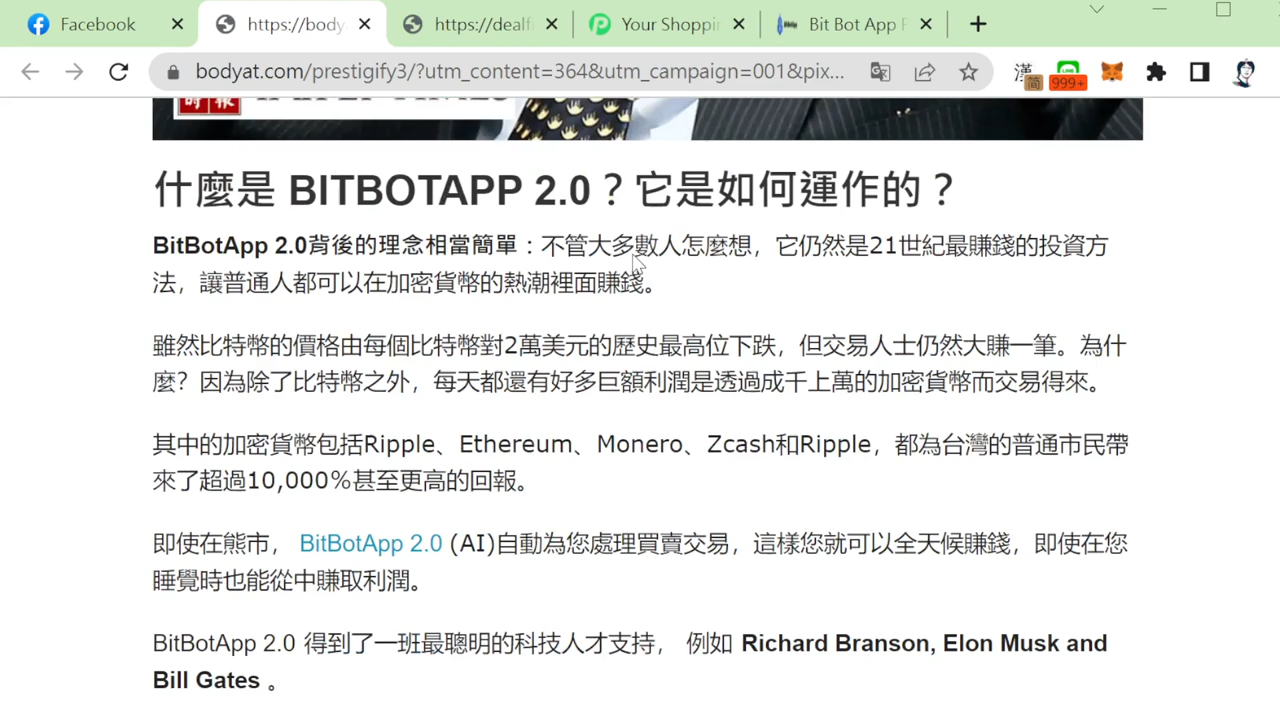 Facebook
https://body
https://dealfi
Your Shoppi
Bit Bot App
bodyat.com/prestigify3/?utm_content=364&utm_campaign=001&pix...
漢
简
999+
時報
什麼是 BITBOTAPP 2.0？它是如何運作的？
BitBotApp 2.0背後的理念相當簡單：不管大多數人怎麼想，它仍然是21世紀最賺錢的投資方
法，讓普通人都可以在加密貨幣的熱潮裡面賺錢。
雖然比特幣的價格由每個比特幣對2萬美元的歷史最高位下跌，但交易人士仍然大賺一筆。為什
麼？因為除了比特幣之外，每天都還有好多巨額利潤是透過成千上萬的加密貨幣而交易得來。
其中的加密貨幣包括Ripple、Ethereum、Monero、Zcash和Ripple，都為台灣的普通市民帶
來了超過10,000%甚至更高的回報。
即使在熊市， BitBotApp 2.0 (AI)自動為您處理買賣交易，這樣您就可以全天候賺錢，即使在您
睡覺時也能從中賺取利潤。
BitBotApp 2.0 得到了一班最聰明的科技人才支持， 例如 Richard Branson, Elon Musk and
Bill Gates 。